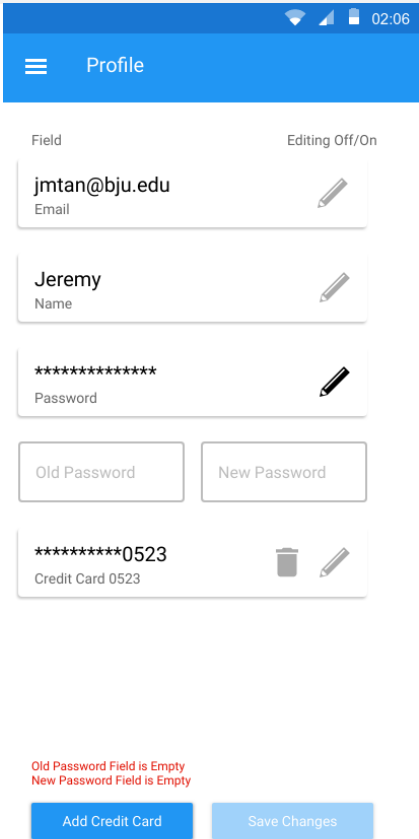 02:06
Profile
Field Editing Off/On
jmtan@bju.edu
Email
Jeremy
Name
**************
Password
Old Password New Password
**********0523
Credit Card 0523
Old Password Field is Empty
New Password Field is Empty
Add Credit Card Save Changes